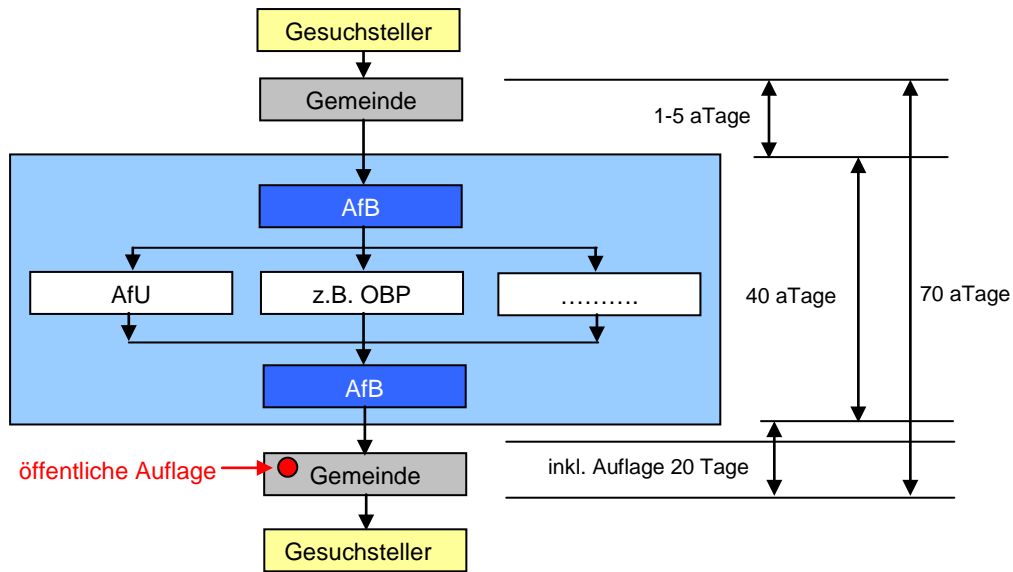 Gesuchsteller
Gemeinde
1-5 aTage
AfB
AfU
z.B. OBP
……….
40 aTage
70 aTage
AfB
öffentliche Auflage
Gemeinde
inkl. Auflage 20 Tage
Gesuchsteller